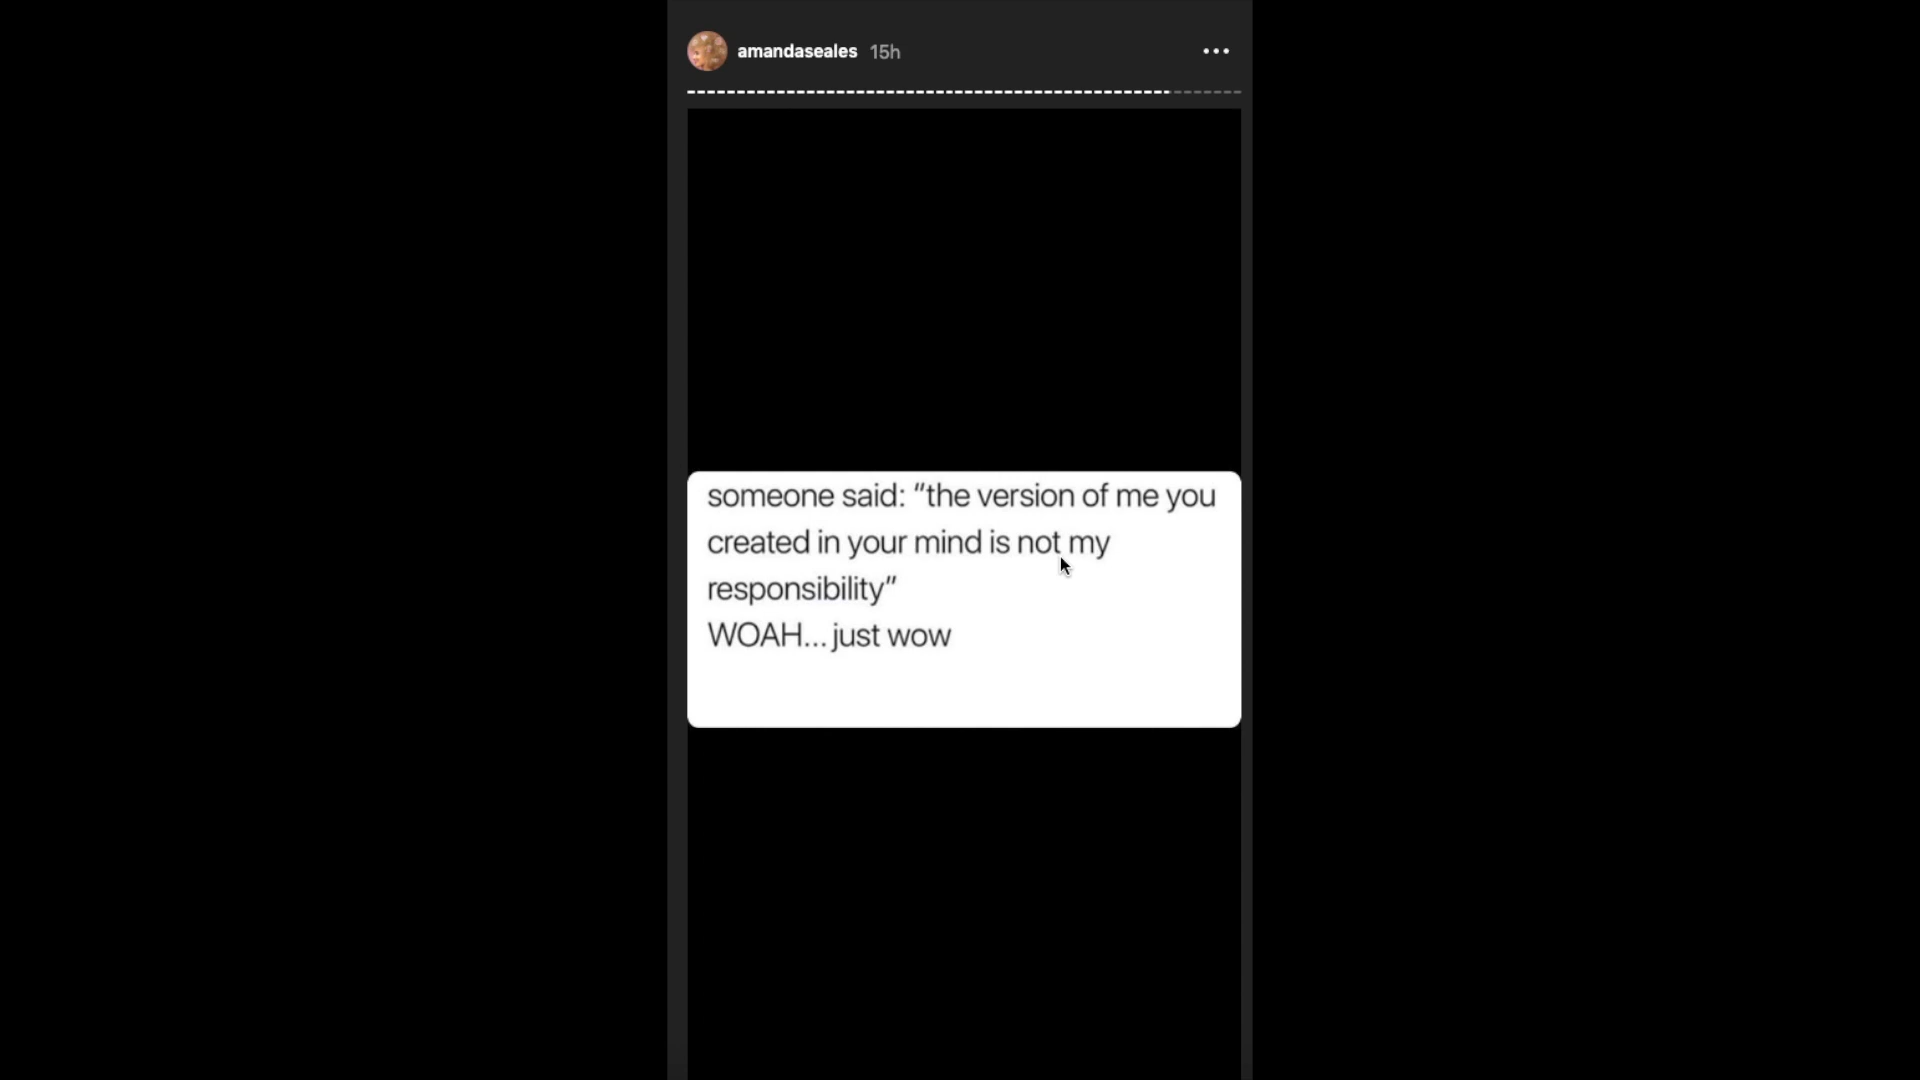 amandaseales 15h
someone said: "the version of me you
created in your mind is not my
responsibility"
WOAH... just wow